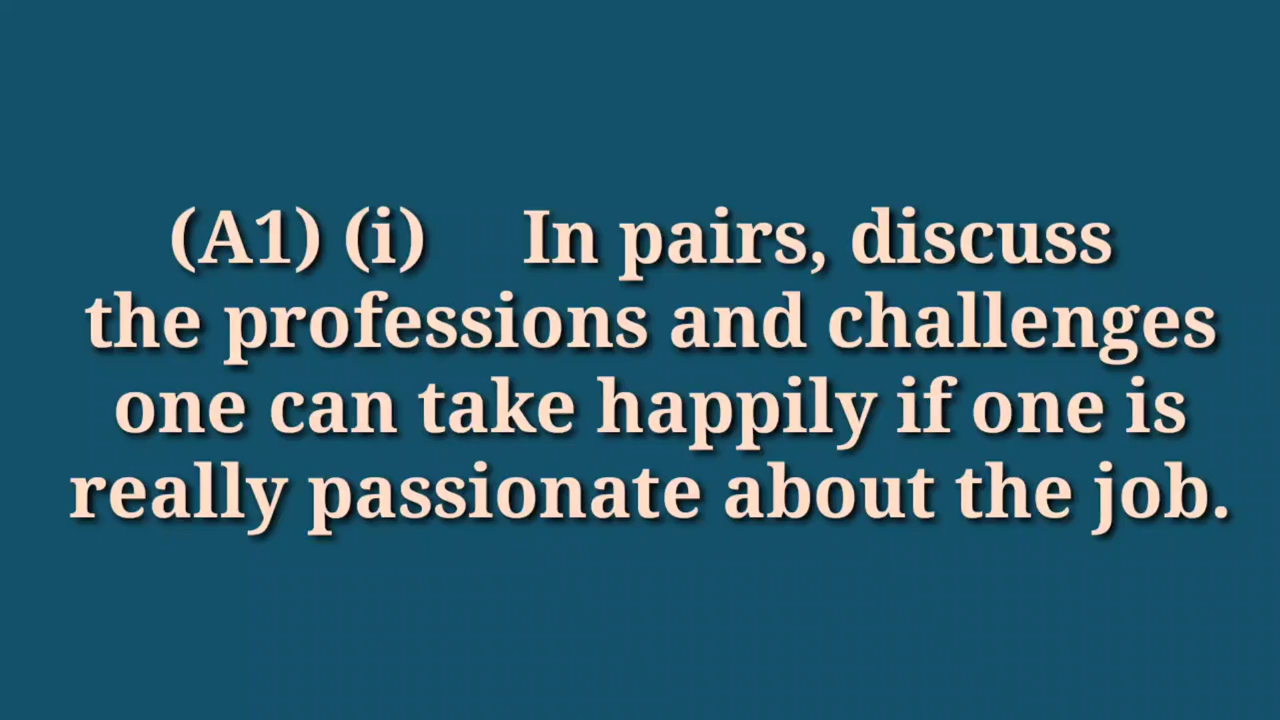 (A1) (i) In pairs, discuss
the professions and challenges
one can take happily if one is
really passionate about the job.